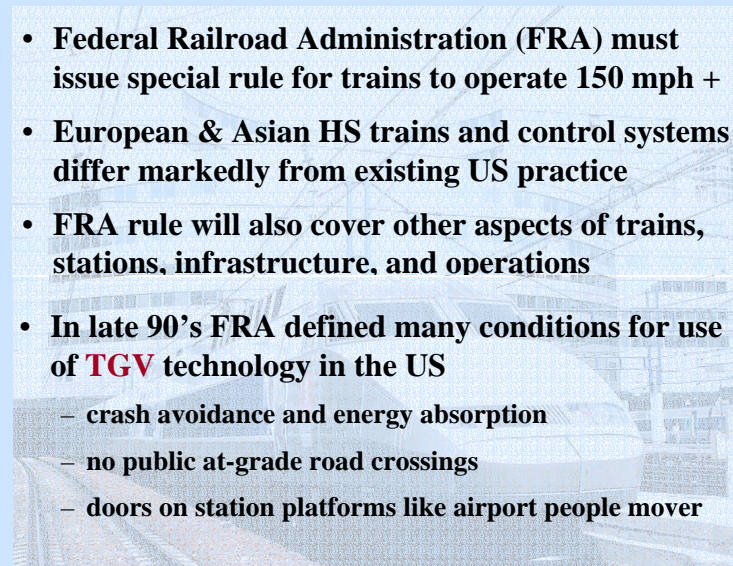 • Federal Railroad Administration (FRA) must
issue special rule for trains to operate 150 mph +
• European & Asian HS trains and control systems
differ markedly from existing US practice
• FRA rule will also cover other aspects of trains,
stations, infrastructure, and operations
• In late 90’s FRA defined many conditions for use
of TGV technology in the US
– crash avoidance and energy absorption
– no public at-grade road crossings
– doors on station platforms like airport people mover